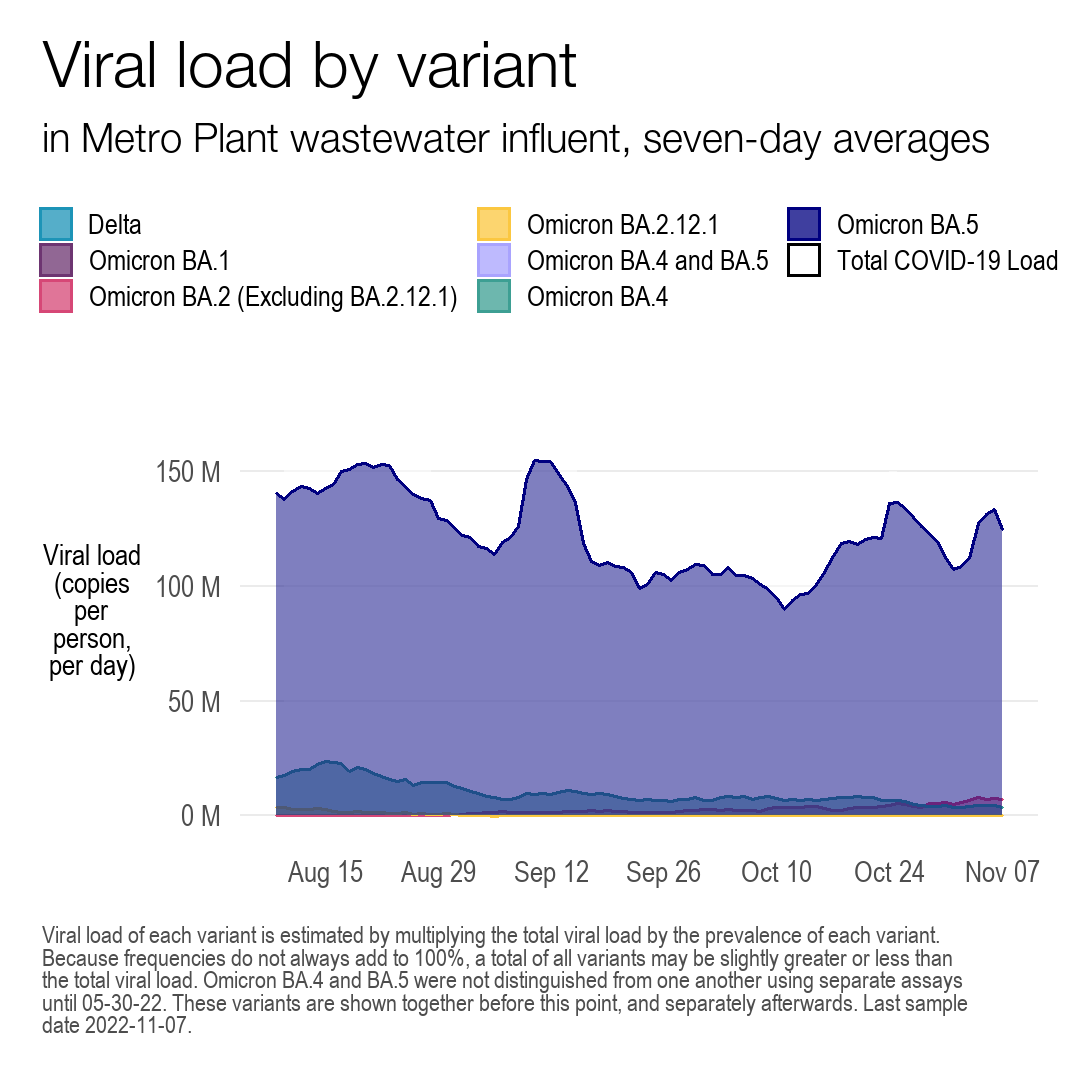 Viral load by variant
in Metro Plant wastewater influent, seven-day averages
Delta
Omicron BA.1
Omicron BA.2 (Excluding BA.2.12.1)
Omicron BA.2.12.1
Omicron BA.4 and BA.5
Omicron BA.4
Omicron BA.5
Total COVID-19 Load
Viral load
(copies
per
person,
per day)
150 M
100 M
50 M
0 M
Aug 15
Aug 29
Sep 12
Sep 26
Oct 10
Oct 24
Nov 07
Viral load of each variant is estimated by multiplying the total viral load by the prevalence of each variant.
Because frequencies do not always add to 100%, a total of all variants may be slightly greater or less than
the total viral load. Omicron BA.4 and BA.5 were not distinguished from one another using separate assays
until 05-30-22. These variants are shown together before this point, and separately afterwards. Last sample
date 2022-11-07.